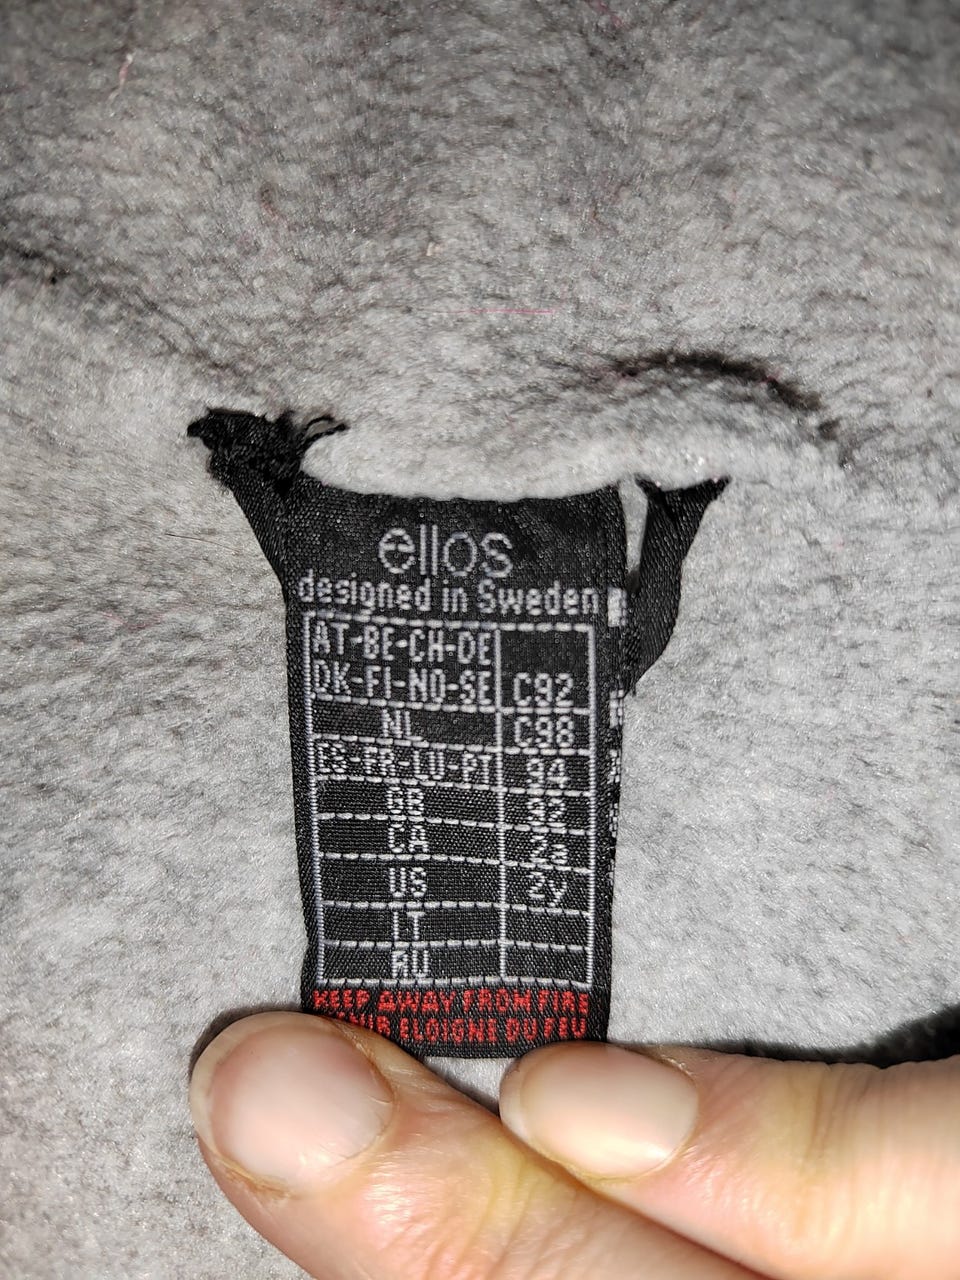 ellos
designed in Sweden
AT-BE-CH-DE
DK-FI-NO-SE C92
NL C98
ES-FR-LU-PT 94
GB 92
CA 2a
US 2y
IT
RU
KEEP AWAY FROM FIRE
ELOIGNE DU FEU